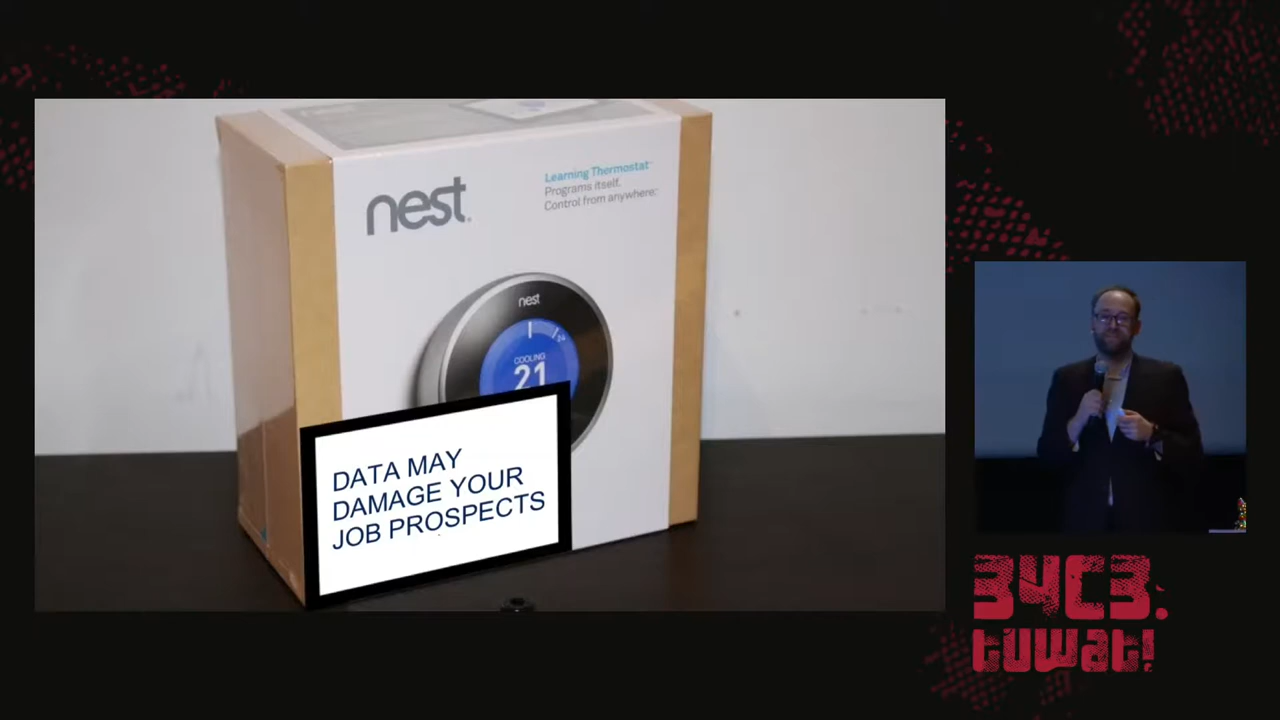 nest
Learning Thermostat
Programs itself.
Control from anywhere.
nest
COOLING
21
DATA MAY
DAMAGE YOUR
JOB PROSPECTS
34C3.
tuwat!